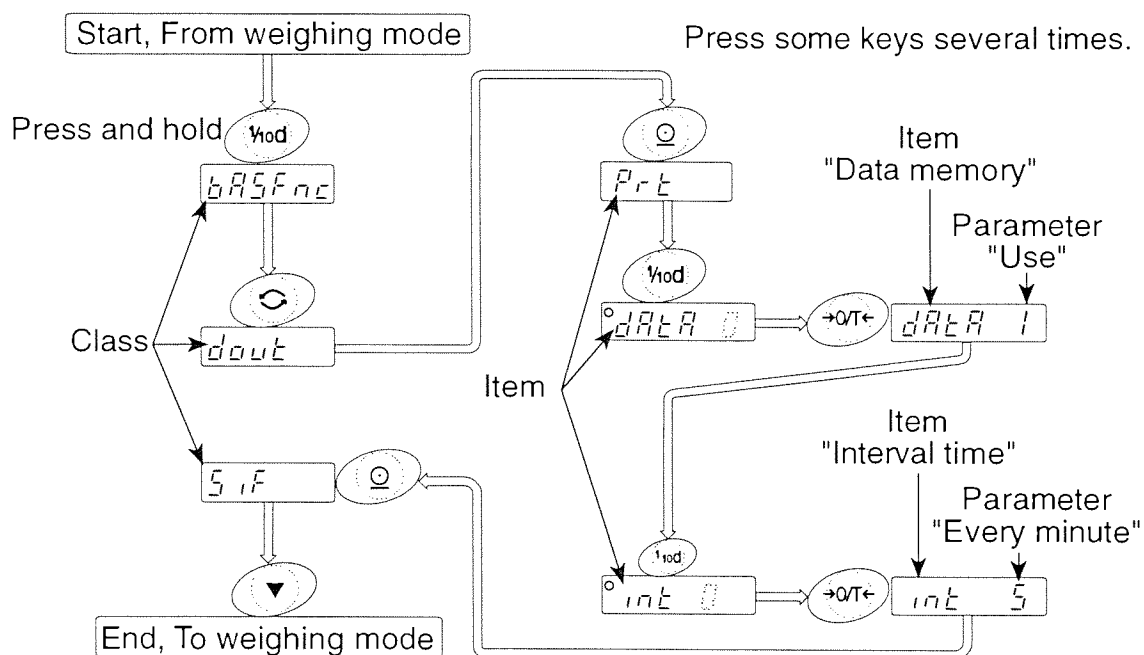 Start, From weighing mode
Press some keys several times.
Press and hold
1/10d
bASFnc
Class
dout
Prt
1/10d
Item
"Data memory"
Parameter
"Use"
dAtA 0
→0/T←
dAtA 1
Item
Item
"Interval time"
Parameter
"Every minute"
1/10d
int 0
→0/T←
int 5
SiF
End, To weighing mode